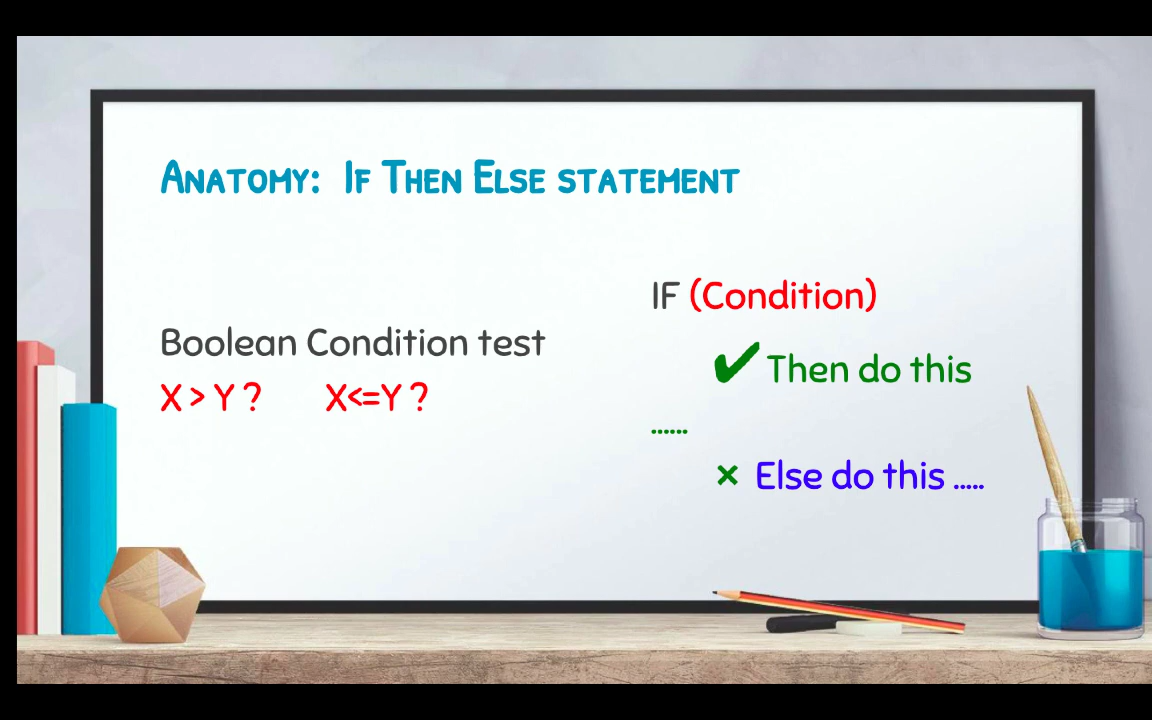 Anatomy: If Then Else statement
Boolean Condition test
X > Y ? X<=Y ?
IF (Condition)
✔ Then do this
......
× Else do this .....